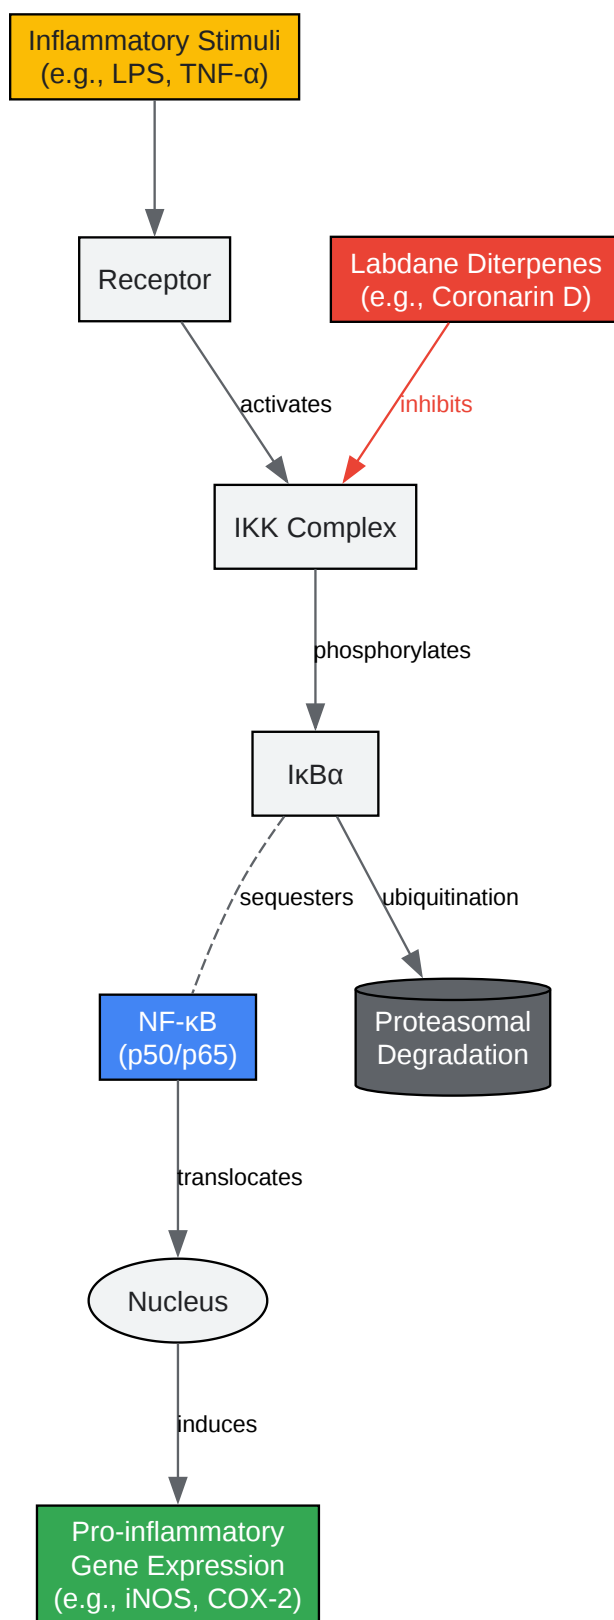 Inflammatory Stimuli
(e.g., LPS, TNF-α)
Receptor
Labdane Diterpenes
(e.g., Coronarin D)
activates
inhibits
IKK Complex
phosphorylates
IκBα
sequesters
ubiquitination
NF-κB
(p50/p65)
Proteasomal
Degradation
translocates
Nucleus
induces
Pro-inflammatory
Gene Expression
(e.g., iNOS, COX-2)